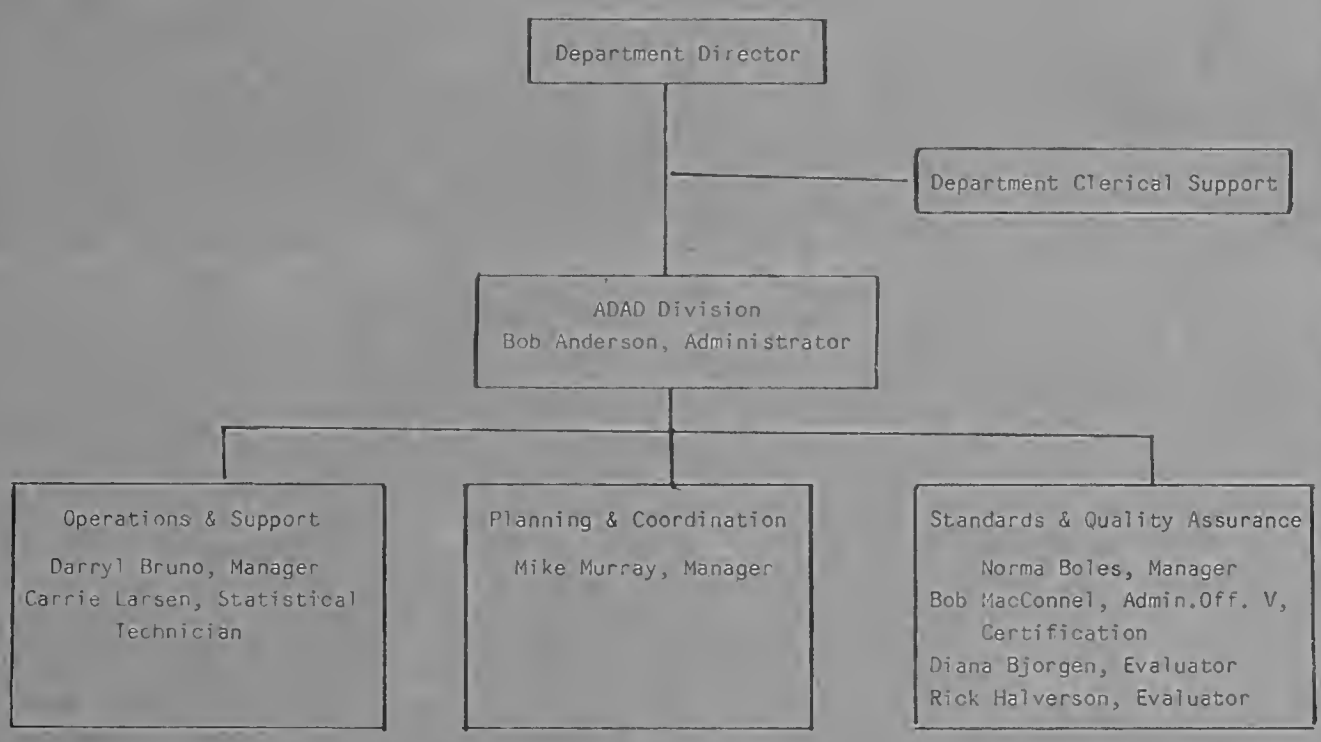 Department Director
Department Clerical Support
ADAD Division
Bob Anderson, Administrator
Operations & Support
Darryl Bruno, Manager
Carrie Larsen, Statistical
Technician
Planning & Coordination
Mike Murray, Manager
Standards & Quality Assurance
Norma Boles, Manager
Bob MacConnel, Admin.Off. V,
Certification
Diana Bjorgen, Evaluator
Rick Halverson, Evaluator